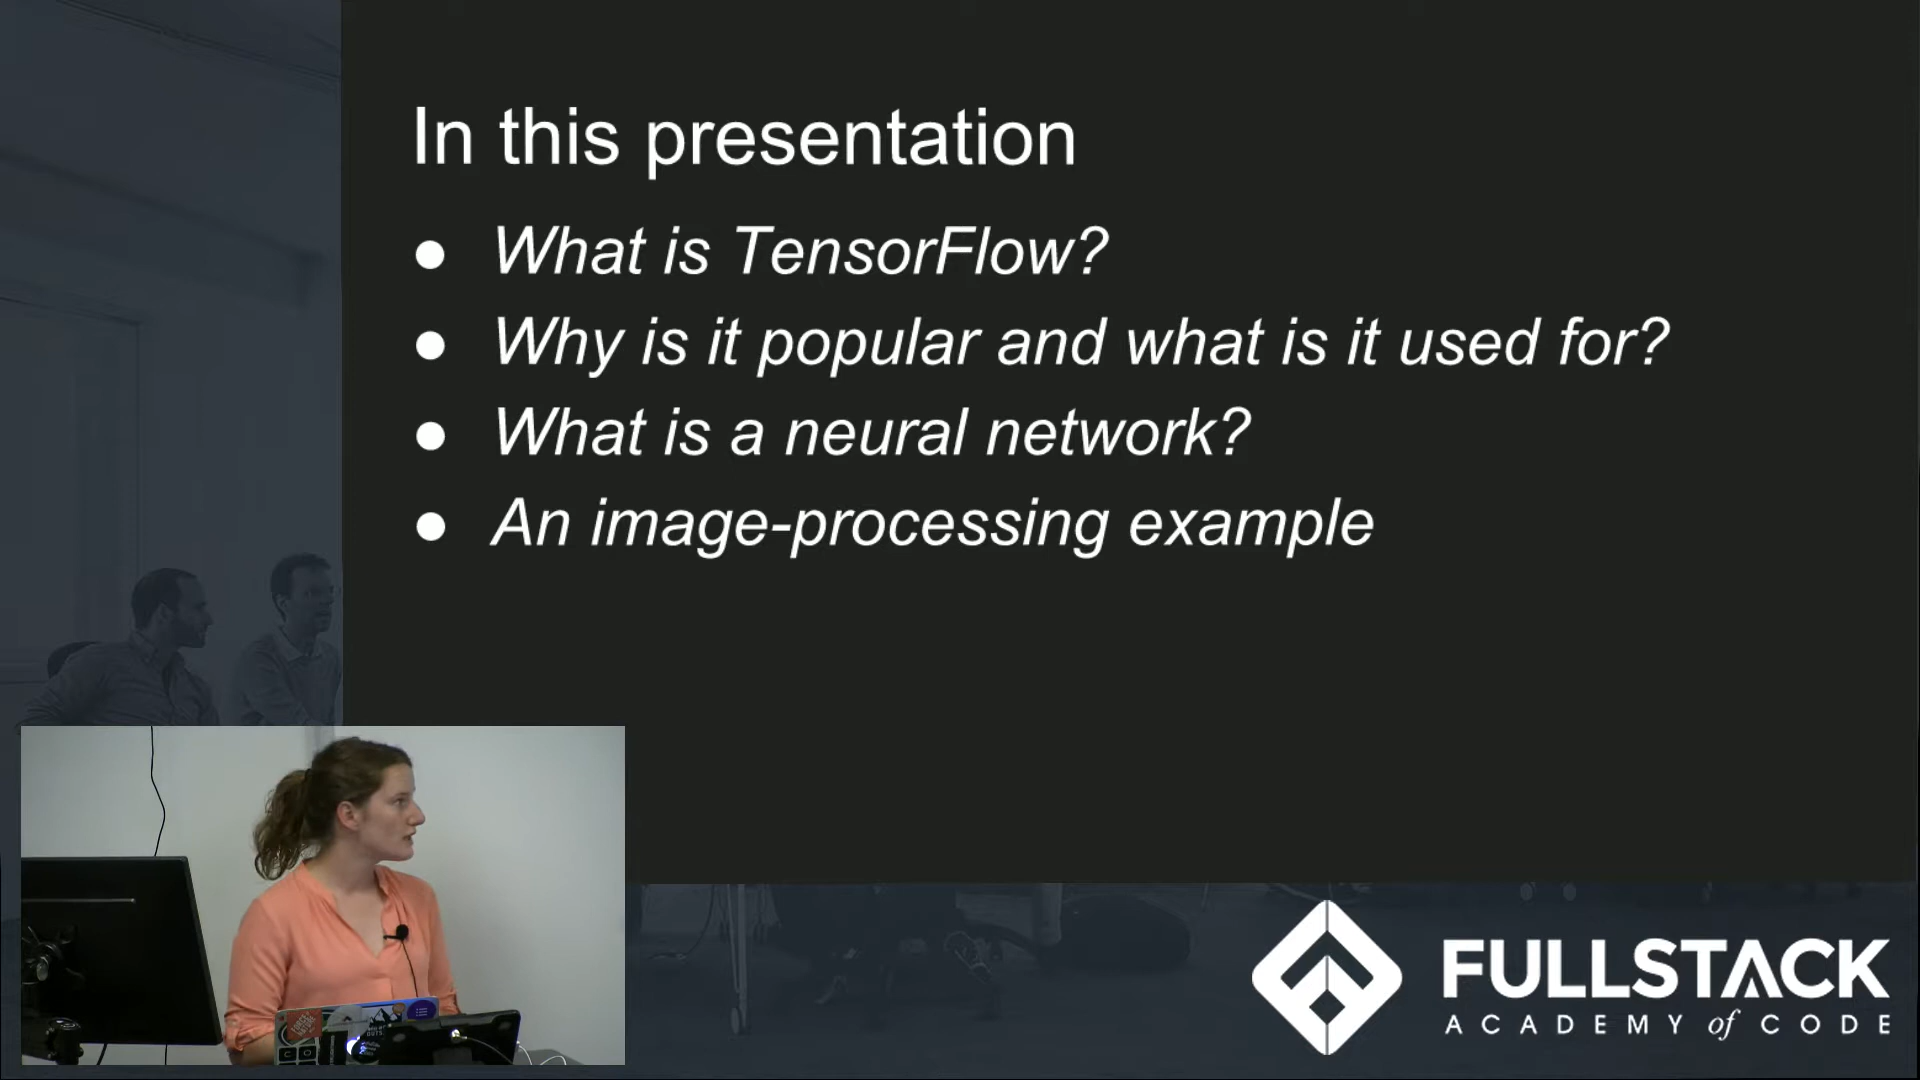 In this presentation
● What is TensorFlow?
● Why is it popular and what is it used for?
● What is a neural network?
● An image-processing example
FULLSTACK
ACADEMY of CODE